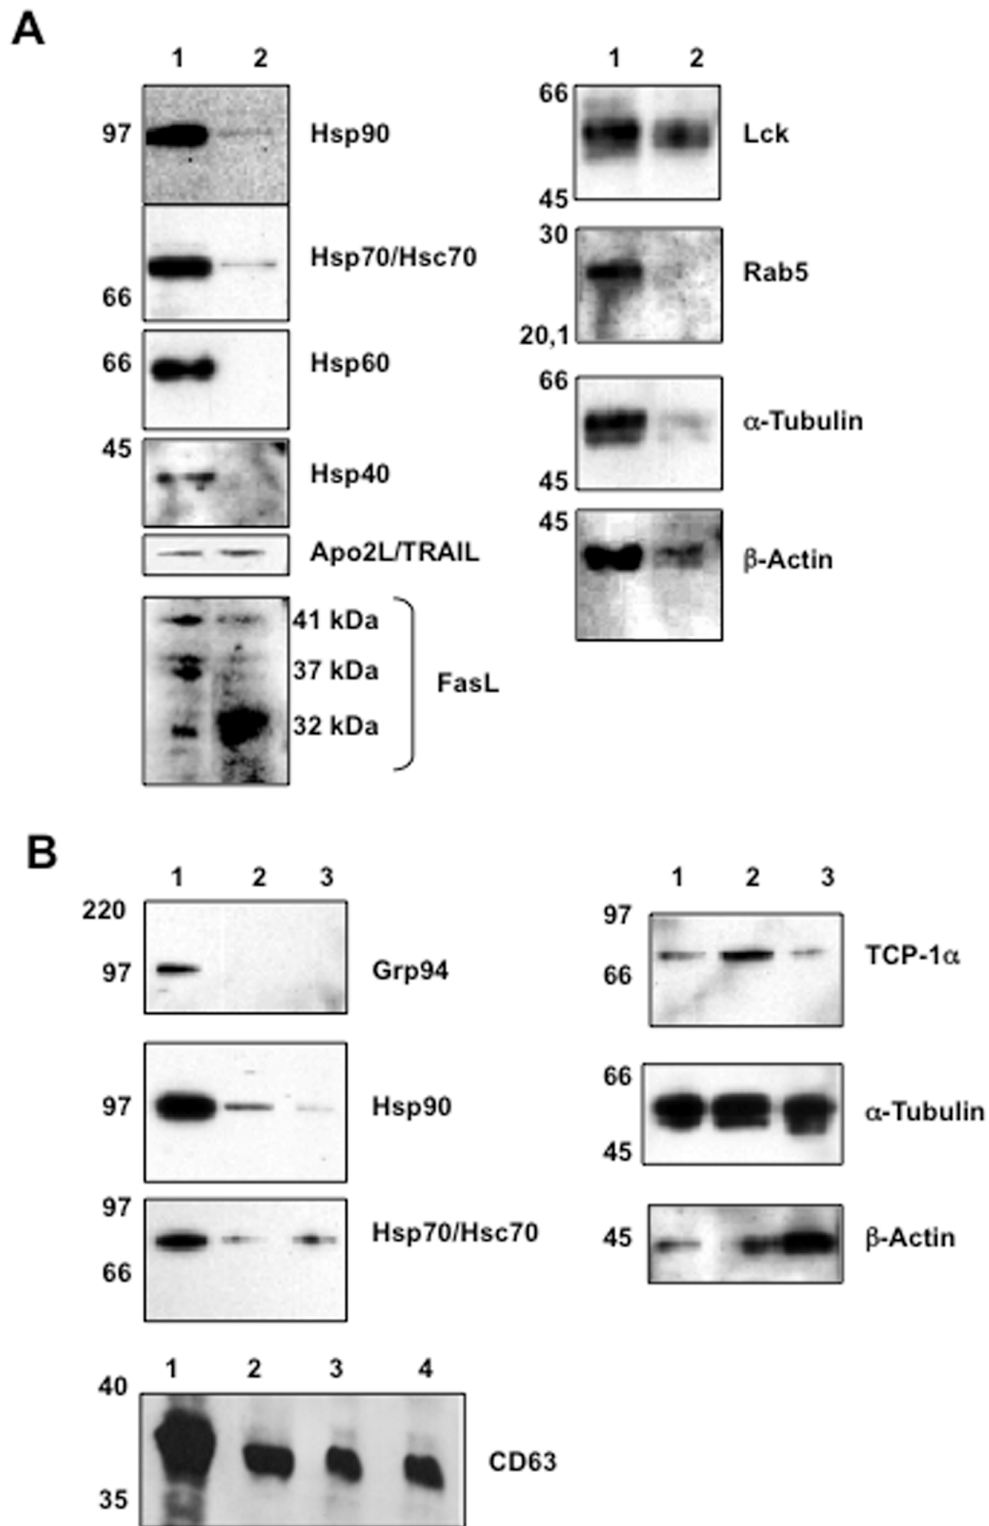 A
1 2
97 Hsp90
Hsp70/Hsc70
66
66 Hsp60
45
Hsp40
Apo2L/TRAIL
41 kDa
37 kDa
32 kDa
FasL
1 2
66
Lck
45
30
Rab5
20,1
66
α-Tubulin
45
45
β-Actin
B
1 2 3
220
97 Grp94
97 Hsp90
97
Hsp70/Hsc70
66
1 2 3
97
TCP-1α
66
66
α-Tubulin
45
45 β-Actin
1 2 3 4
40
CD63
35